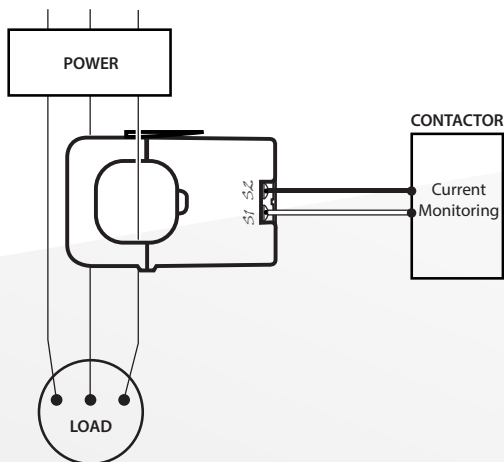 POWER
CONTACTOR
S1 S2
Current
Monitoring
LOAD